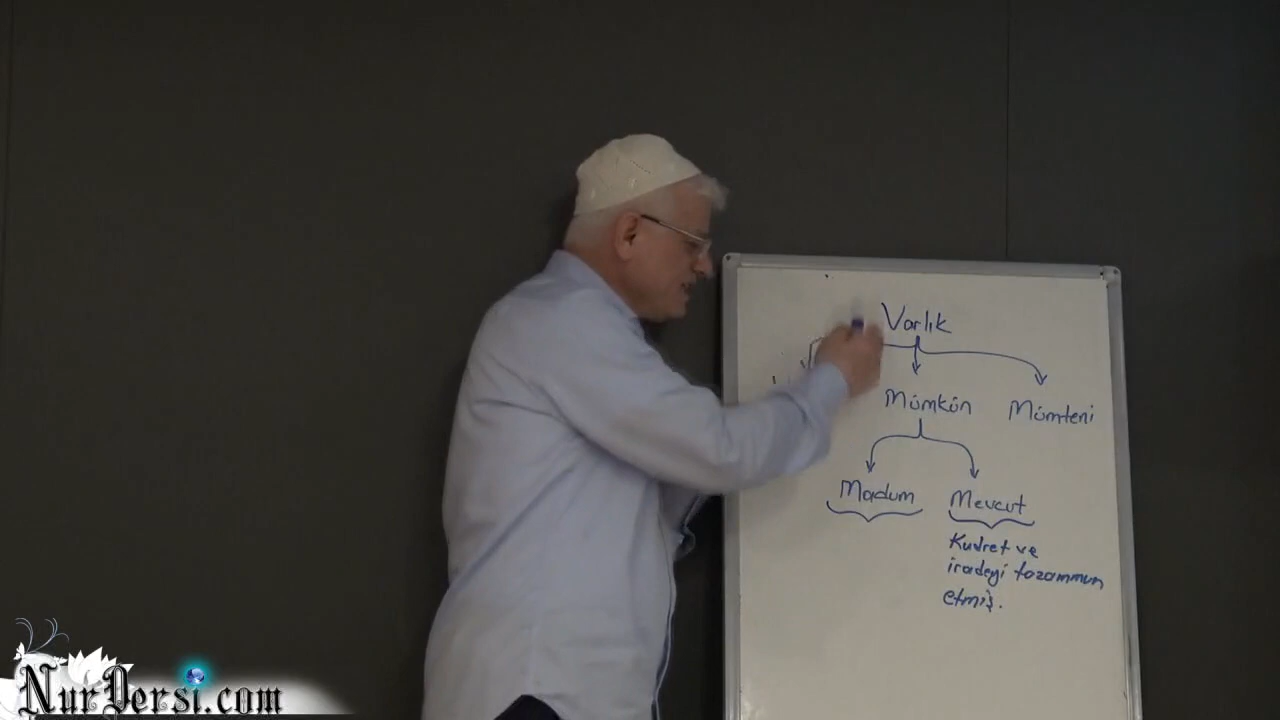 Varlık
Mümkün Mümteni
Madum Mevcut
Kudret ve
iradeyi tazammun
etmiş.
NurDersi.com